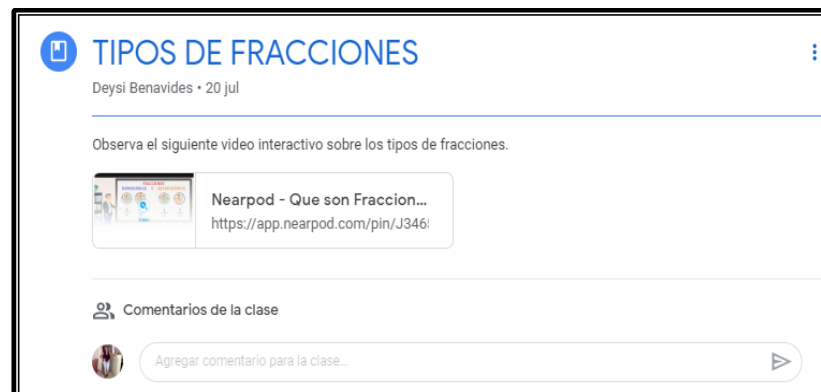 TIPOS DE FRACCIONES
Deysi Benavides • 20 jul
Observa el siguiente video interactivo sobre los tipos de fracciones.
Nearpod - Que son Fraccion...
https://app.nearpod.com/pin/J346
Comentarios de la clase
Agregar comentario para la clase...